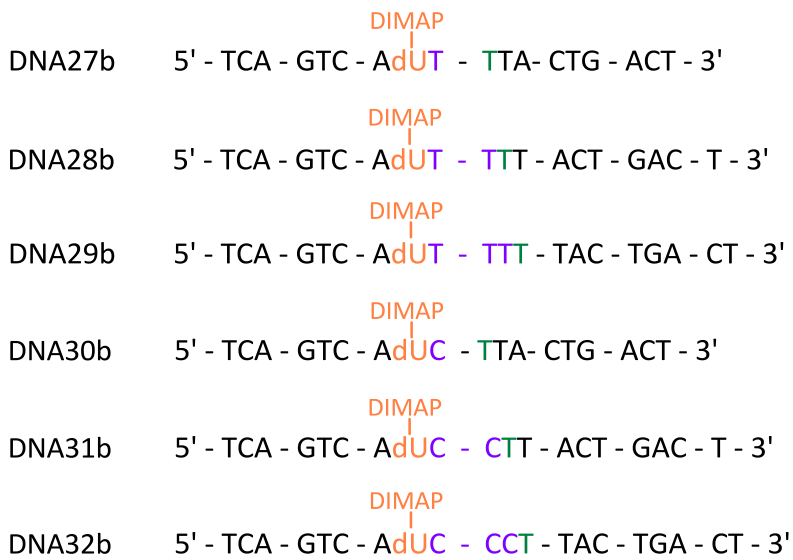 DIMAP
DNA27b 5' - TCA - GTC - AdUT - TTA- CTG - ACT - 3'
DIMAP
DNA28b 5' - TCA - GTC - AdUT - TTT - ACT - GAC - T - 3'
DIMAP
DNA29b 5' - TCA - GTC - AdUT - TTT - TAC - TGA - CT - 3'
DIMAP
DNA30b 5' - TCA - GTC - AdUC - TTA- CTG - ACT - 3'
DIMAP
DNA31b 5' - TCA - GTC - AdUC - CTT - ACT - GAC - T - 3'
DIMAP
DNA32b 5' - TCA - GTC - AdUC - CCT - TAC - TGA - CT - 3'